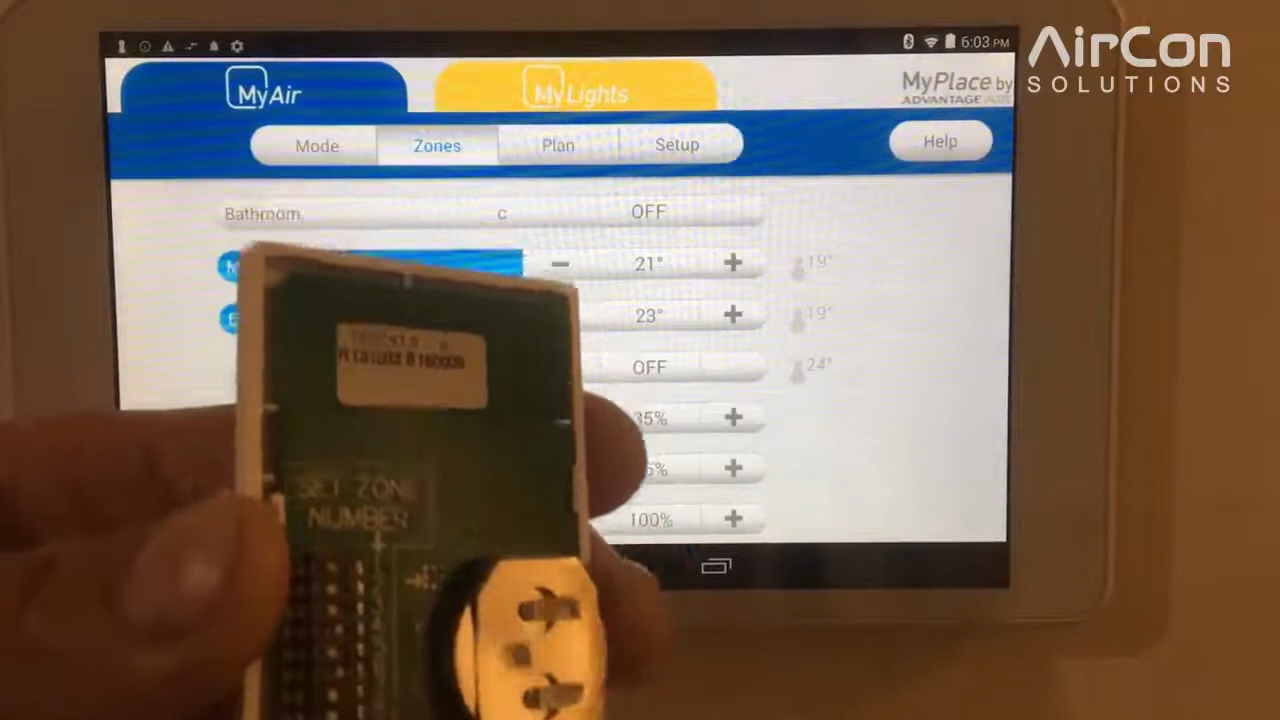 AirCon
SOLUTIONS
6:03 PM
MyAir
MyLights
MyPlace by
ADVANTAGE AIR
Mode
Zones
Plan
Setup
Help
Bathroom
C
OFF
21°
19°
23°
19°
OFF
24°
35%
100%
SET ZONE
NUMBER